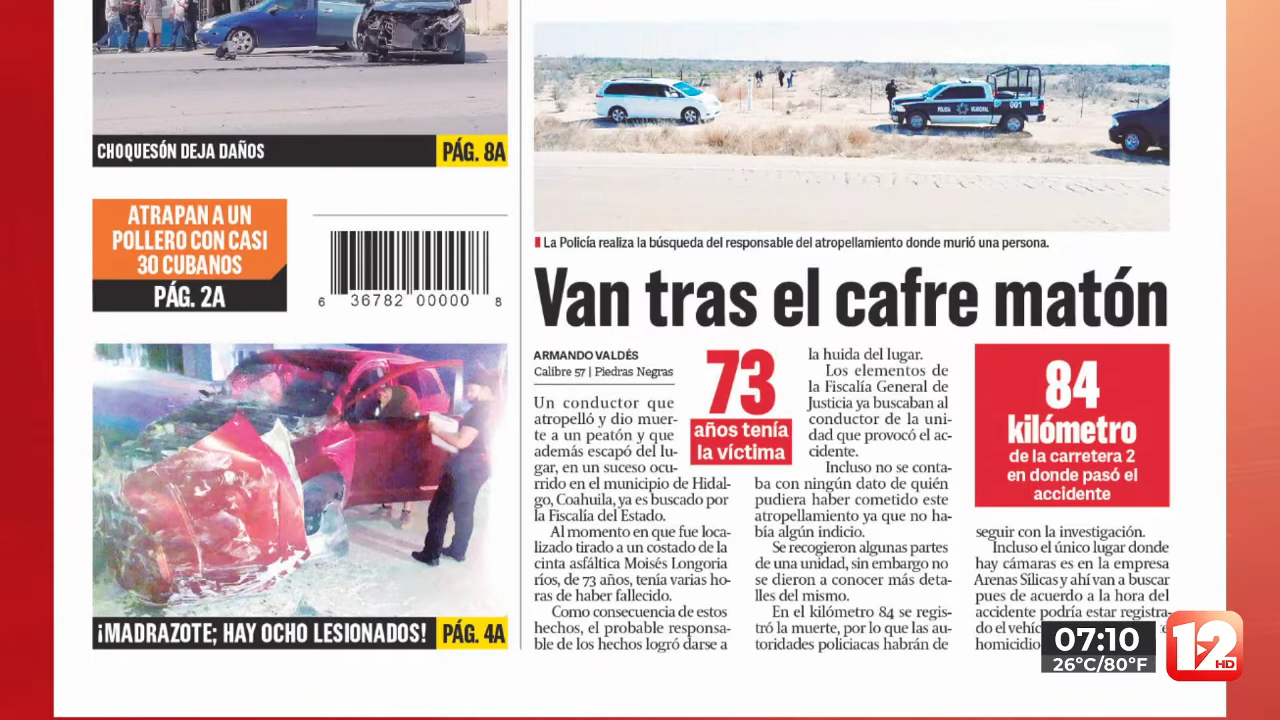 CHOQUESÓN DEJA DAÑOS
PÁG. 8A
ATRAPAN A UN
POLLERO CON CASI
30 CUBANOS
PÁG. 2A
6 36782 00000 8
¡MADRAZOTE; HAY OCHO LESIONADOS!
PÁG. 4A
POLICIA MUNICIPAL 001
La Policía realiza la búsqueda del responsable del atropellamiento donde murió una persona.
Van tras el cafre matón
ARMANDO VALDÉS
Calibre 57 | Piedras Negras
Un conductor que
atropelló y dio muer-
te a un peatón y que
además escapó del lu-
gar, en un suceso ocu-
rrido en el municipio de Hidal-
go, Coahuila, ya es buscado por
la Fiscalía del Estado.
Al momento en que fue loca-
lizado tirado a un costado de la
cinta asfáltica Moisés Longoria
ríos, de 73 años, tenía varias ho-
ras de haber fallecido.
Como consecuencia de estos
hechos, el probable responsa-
ble de los hechos logró darse a
73
años tenía
la víctima
la huida del lugar.
Los elementos de
la Fiscalía General de
Justicia ya buscaban al
conductor de la uni-
dad que provocó el ac-
cidente.
Incluso no se conta-
ba con ningún dato de quién
pudiera haber cometido este
atropellamiento ya que no ha-
bía algún indicio.
Se recogieron algunas partes
de una unidad, sin embargo no
se dieron a conocer más deta-
lles del mismo.
En el kilómetro 84 se regis-
tró la muerte, por lo que las au-
toridades policiacas habrán de
84
kilómetro
de la carretera 2
en donde pasó el
accidente
seguir con la investigación.
Incluso el único lugar donde
hay cámaras es en la empresa
Arenas Sílicas y ahí van a buscar
pues de acuerdo a la hora del
accidente podría estar registra-
do el vehíc
homicidio
07:10
26°C/80°F
12
HD